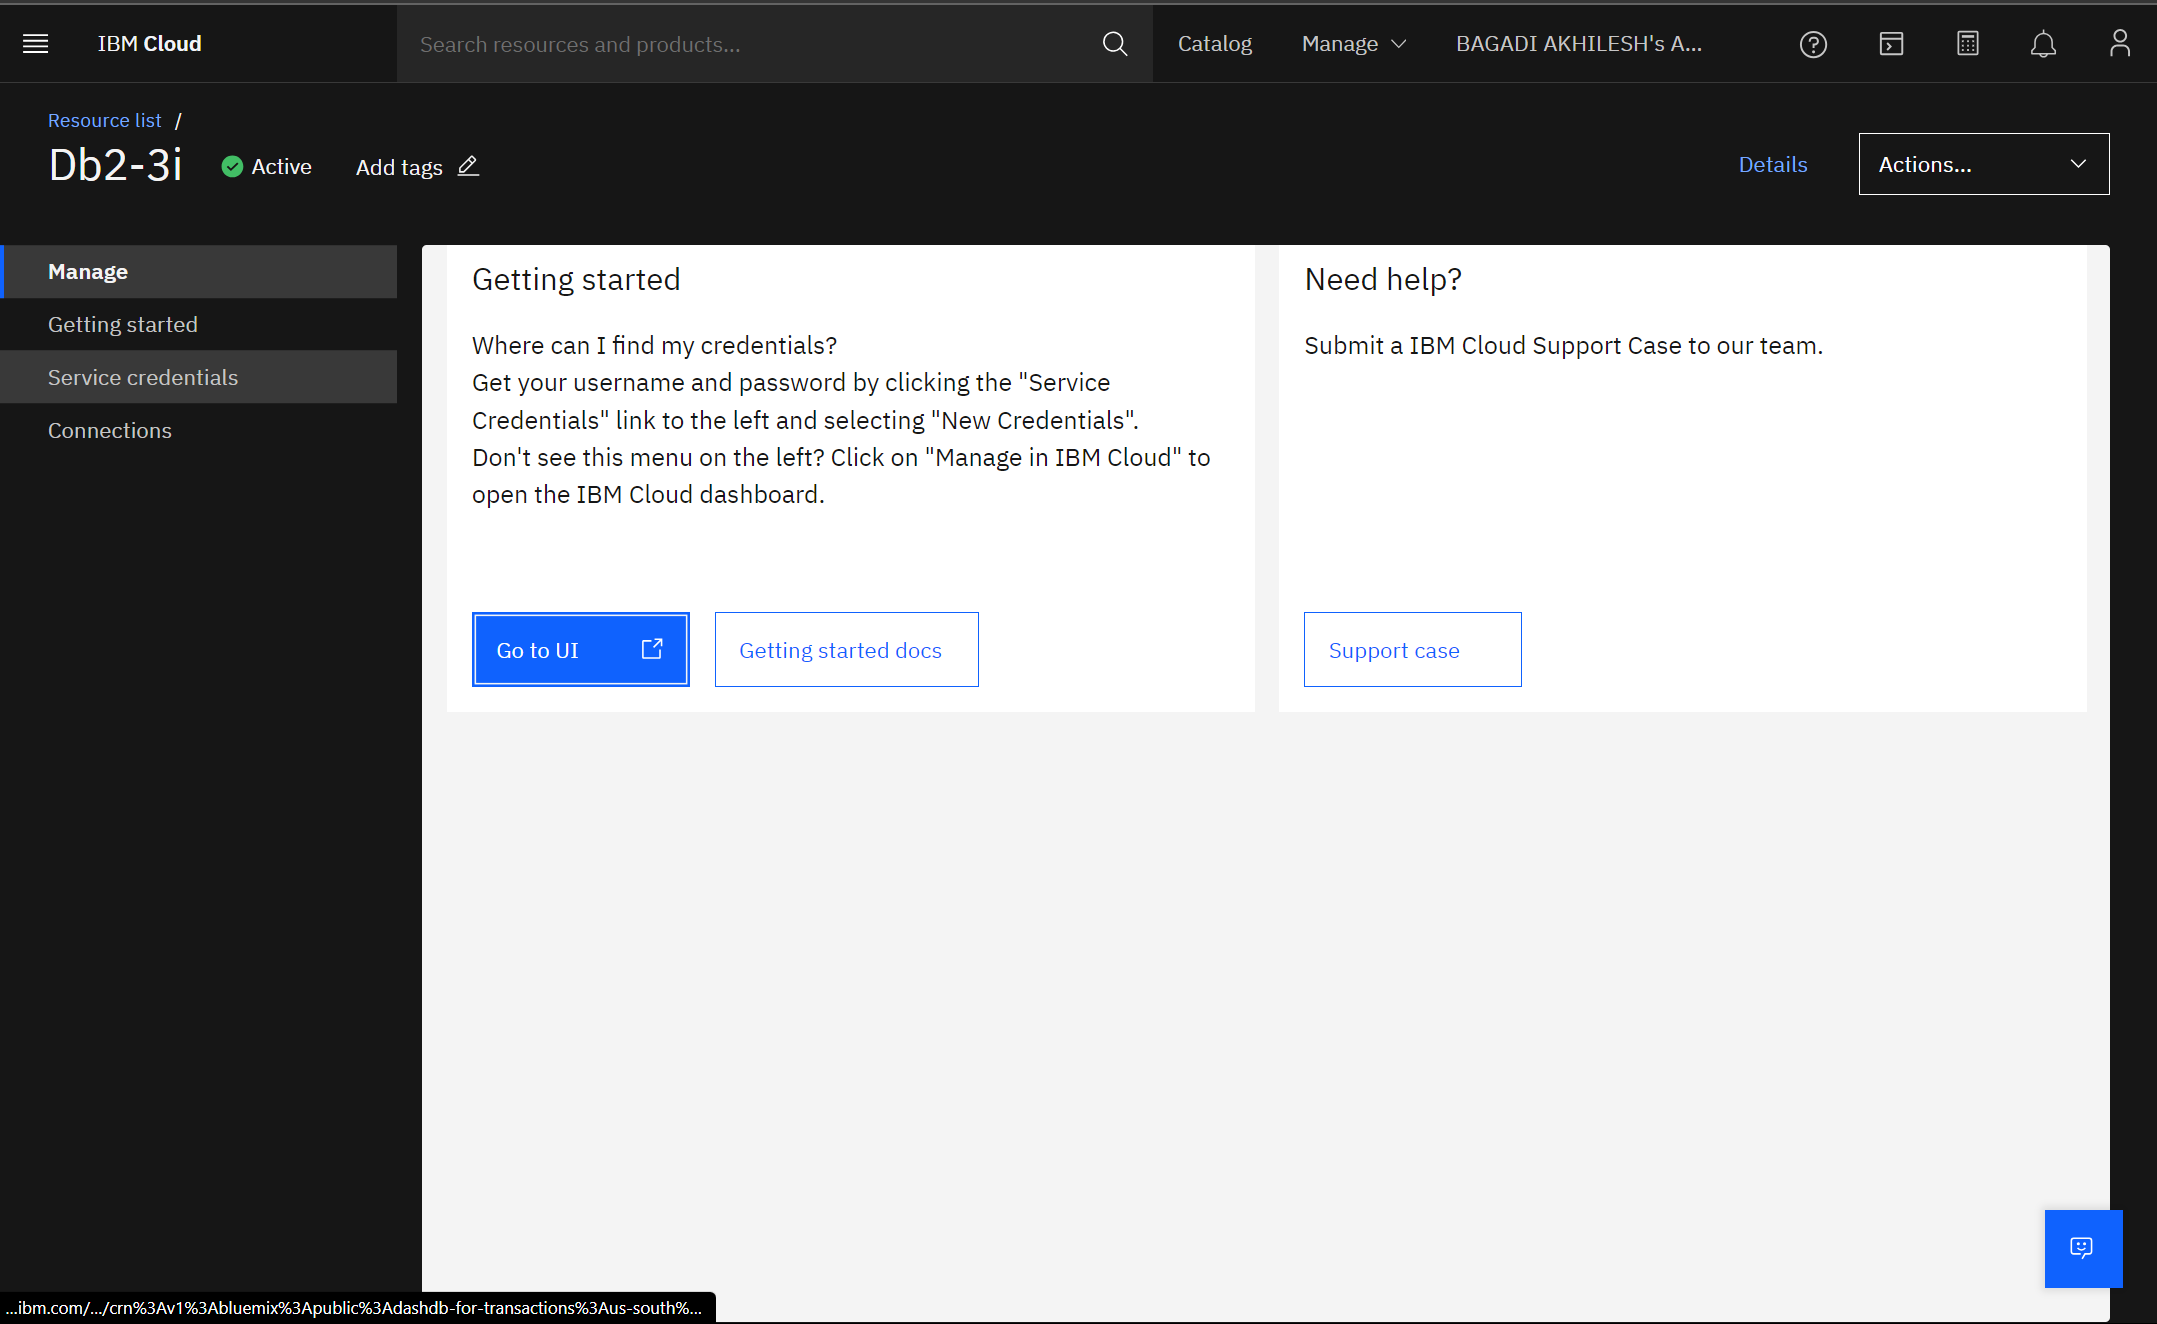 IBM Cloud
Search resources and products...
Catalog
Manage
BAGADI AKHILESH's A...
Resource list /
Db2-3i
Active
Add tags
Details
Actions...
Manage
Getting started
Service credentials
Connections
Getting started
Where can I find my credentials?
Get your username and password by clicking the "Service
Credentials" link to the left and selecting "New Credentials".
Don't see this menu on the left? Click on "Manage in IBM Cloud" to
open the IBM Cloud dashboard.
Go to UI
Getting started docs
Need help?
Submit a IBM Cloud Support Case to our team.
Support case
...ibm.com/.../crn%3Av1%3Abluemix%3Apublic%3Adashdb-for-transactions%3Aus-south%...